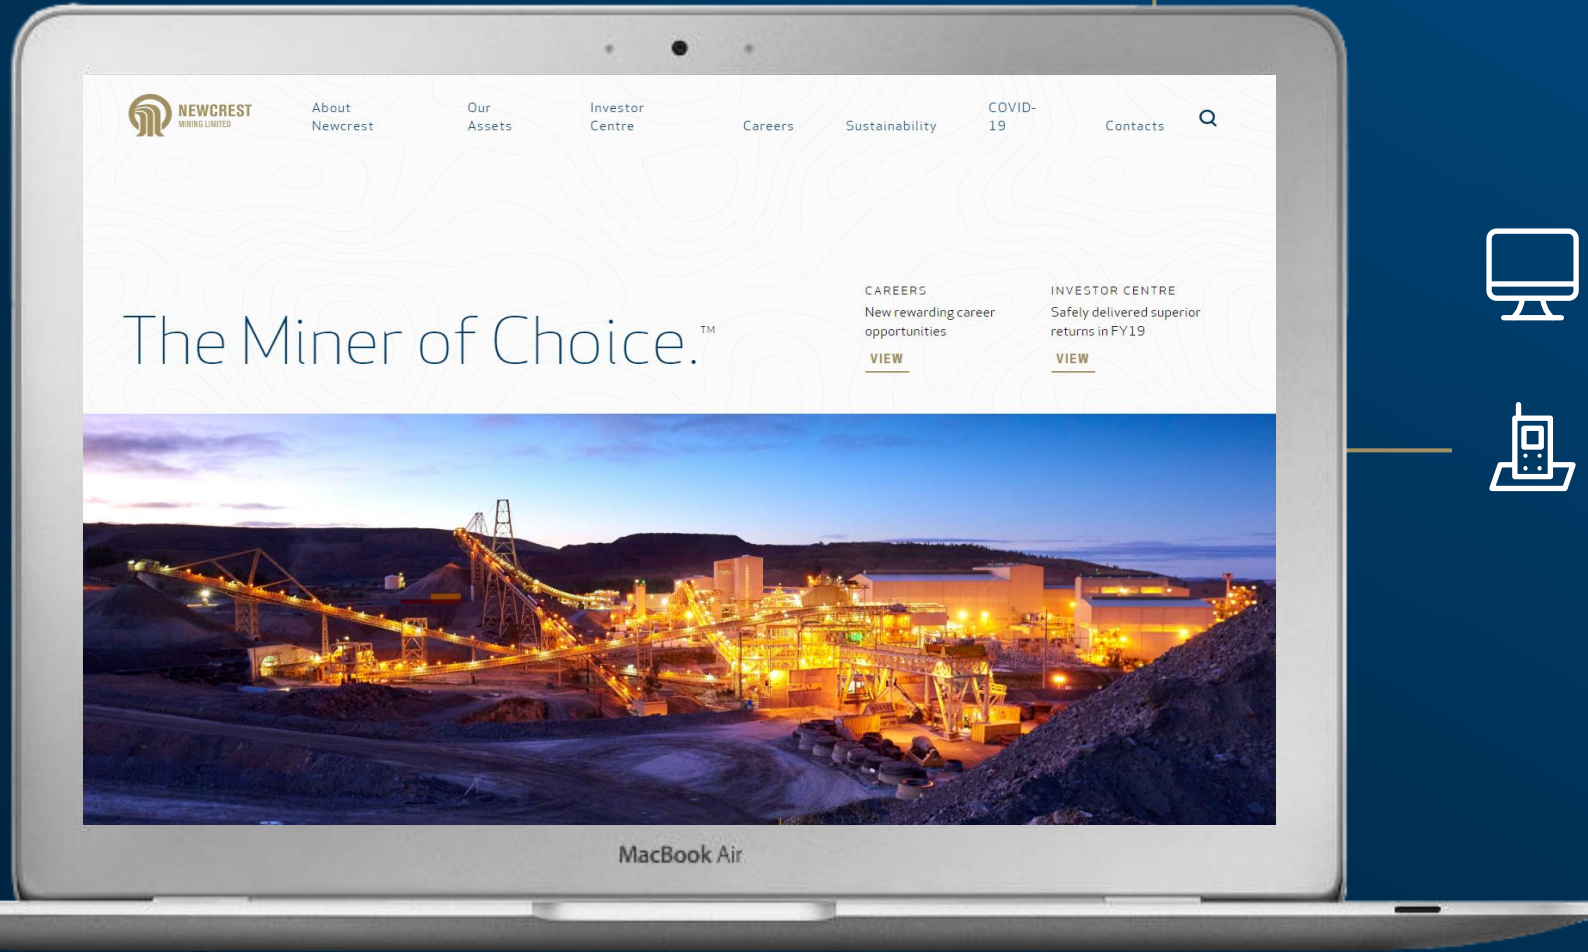 NEWCREST
MINING LIMITED
About
Newcrest
Our
Assets
Investor
Centre
Careers
Sustainability
COVID-
19
Contacts
The Miner of Choice.™
CAREERS
New rewarding career
opportunities
VIEW
INVESTOR CENTRE
Safely delivered superior
returns in FY19
VIEW
MacBook Air